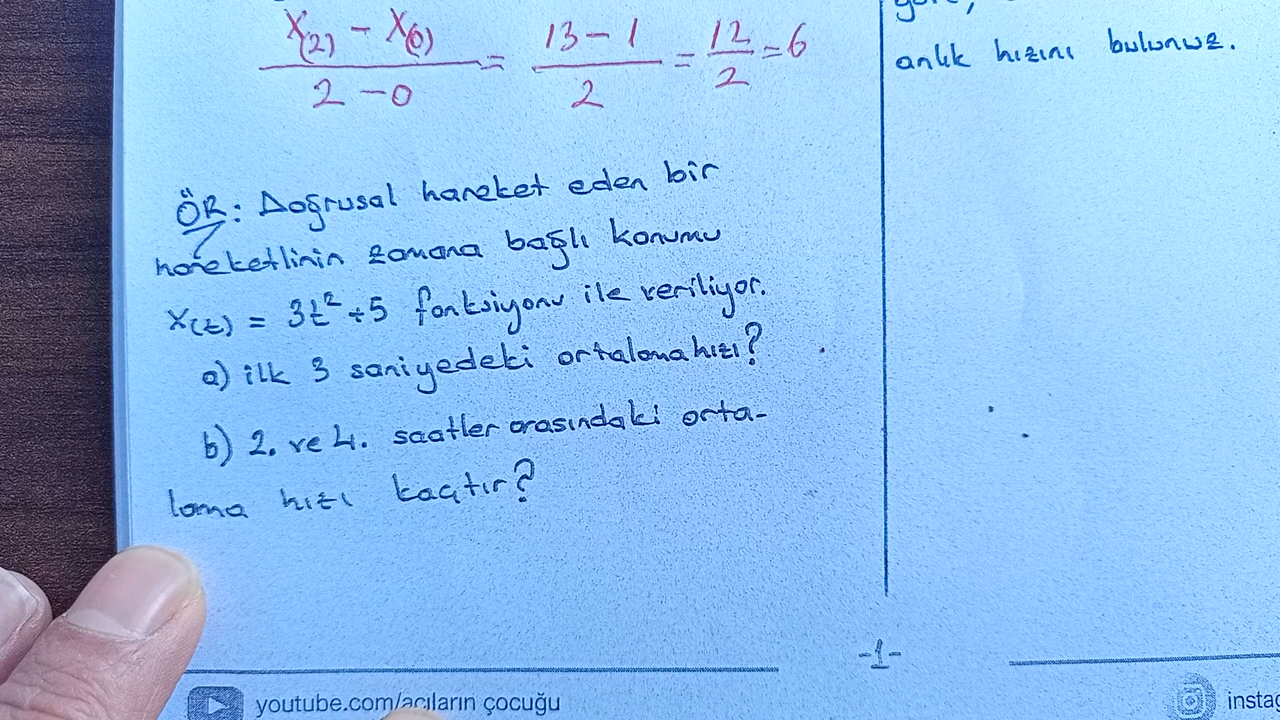 X(2) - X(0) / 2 - 0 = 13 - 1 / 2 = 12 / 2 = 6
ÖR: Doğrusal hareket eden bir
hareketlinin zamana bağlı konumu
X(t) = 3t² + 5 fonksiyonu ile veriliyor.
a) ilk 3 saniyedeki ortalama hızı?
b) 2. ve 4. saatler arasındaki orta-
lama hızı kaçtır?
anlık hızını bulunuz.
-1-
youtube.com/acıların çocuğu
instag